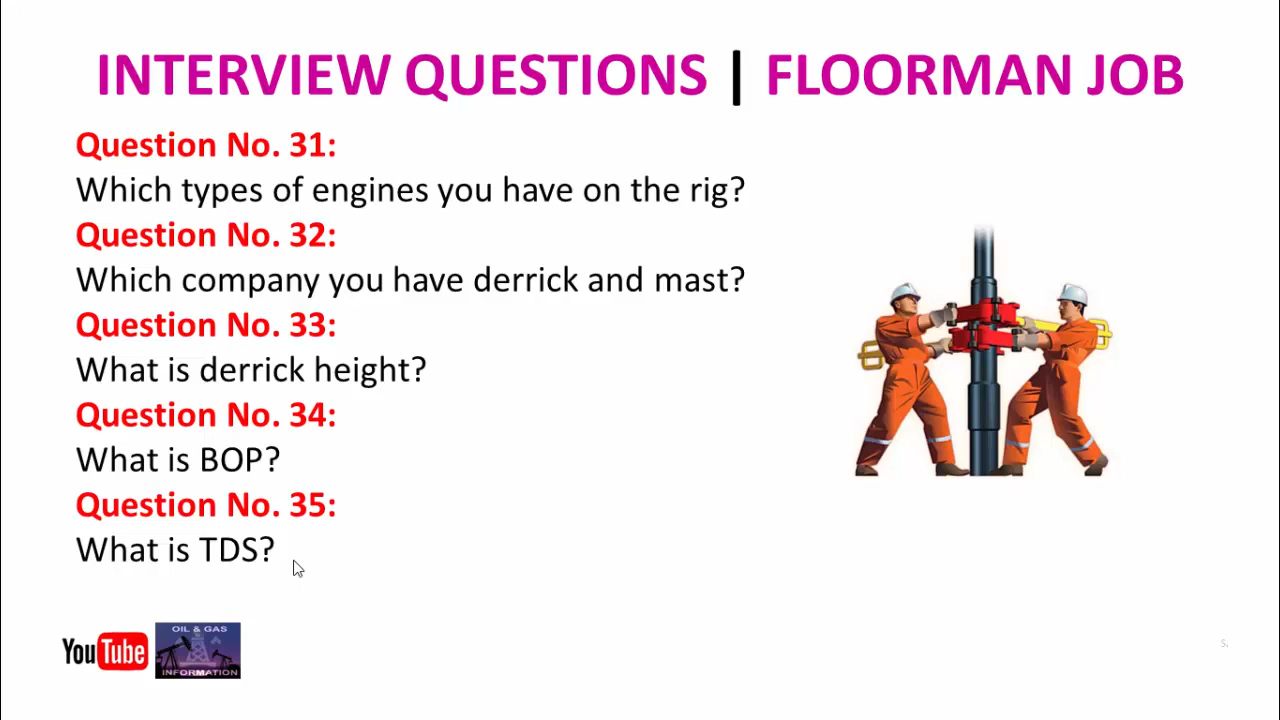 INTERVIEW QUESTIONS | FLOORMAN JOB
Question No. 31:
Which types of engines you have on the rig?
Question No. 32:
Which company you have derrick and mast?
Question No. 33:
What is derrick height?
Question No. 34:
What is BOP?
Question No. 35:
What is TDS?
YouTube
OIL & GAS
INFORMATION
5.